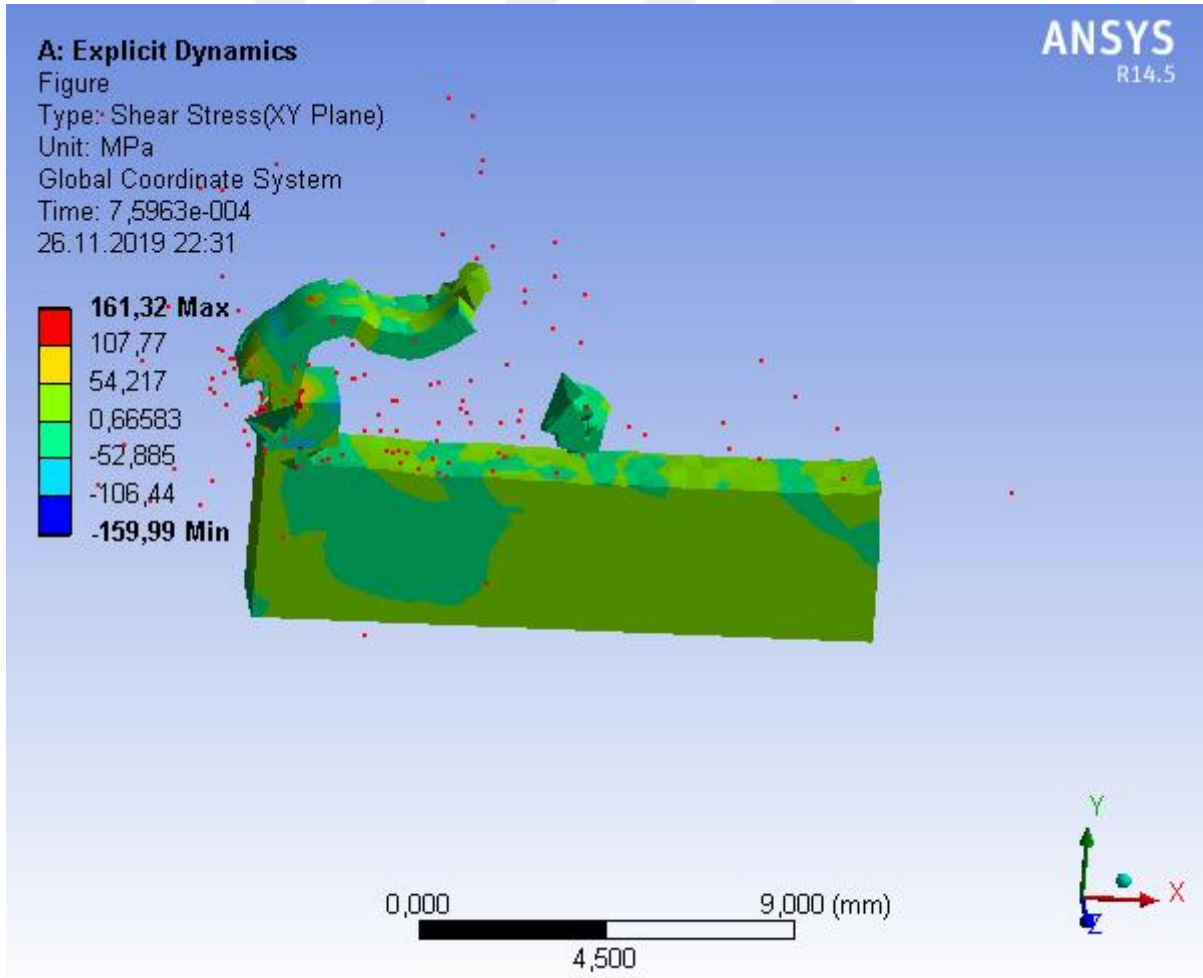 A: Explicit Dynamics
Figure
Type: Shear Stress(XY Plane)
Unit: MPa
Global Coordinate System
Time: 7,5963e-004
26.11.2019 22:31
ANSYS
R14.5
161,32 Max
107,77
54,217
0,66583
-52,885
-106,44
-159,99 Min
0,000
9,000 (mm)
4,500
Y
X
Z